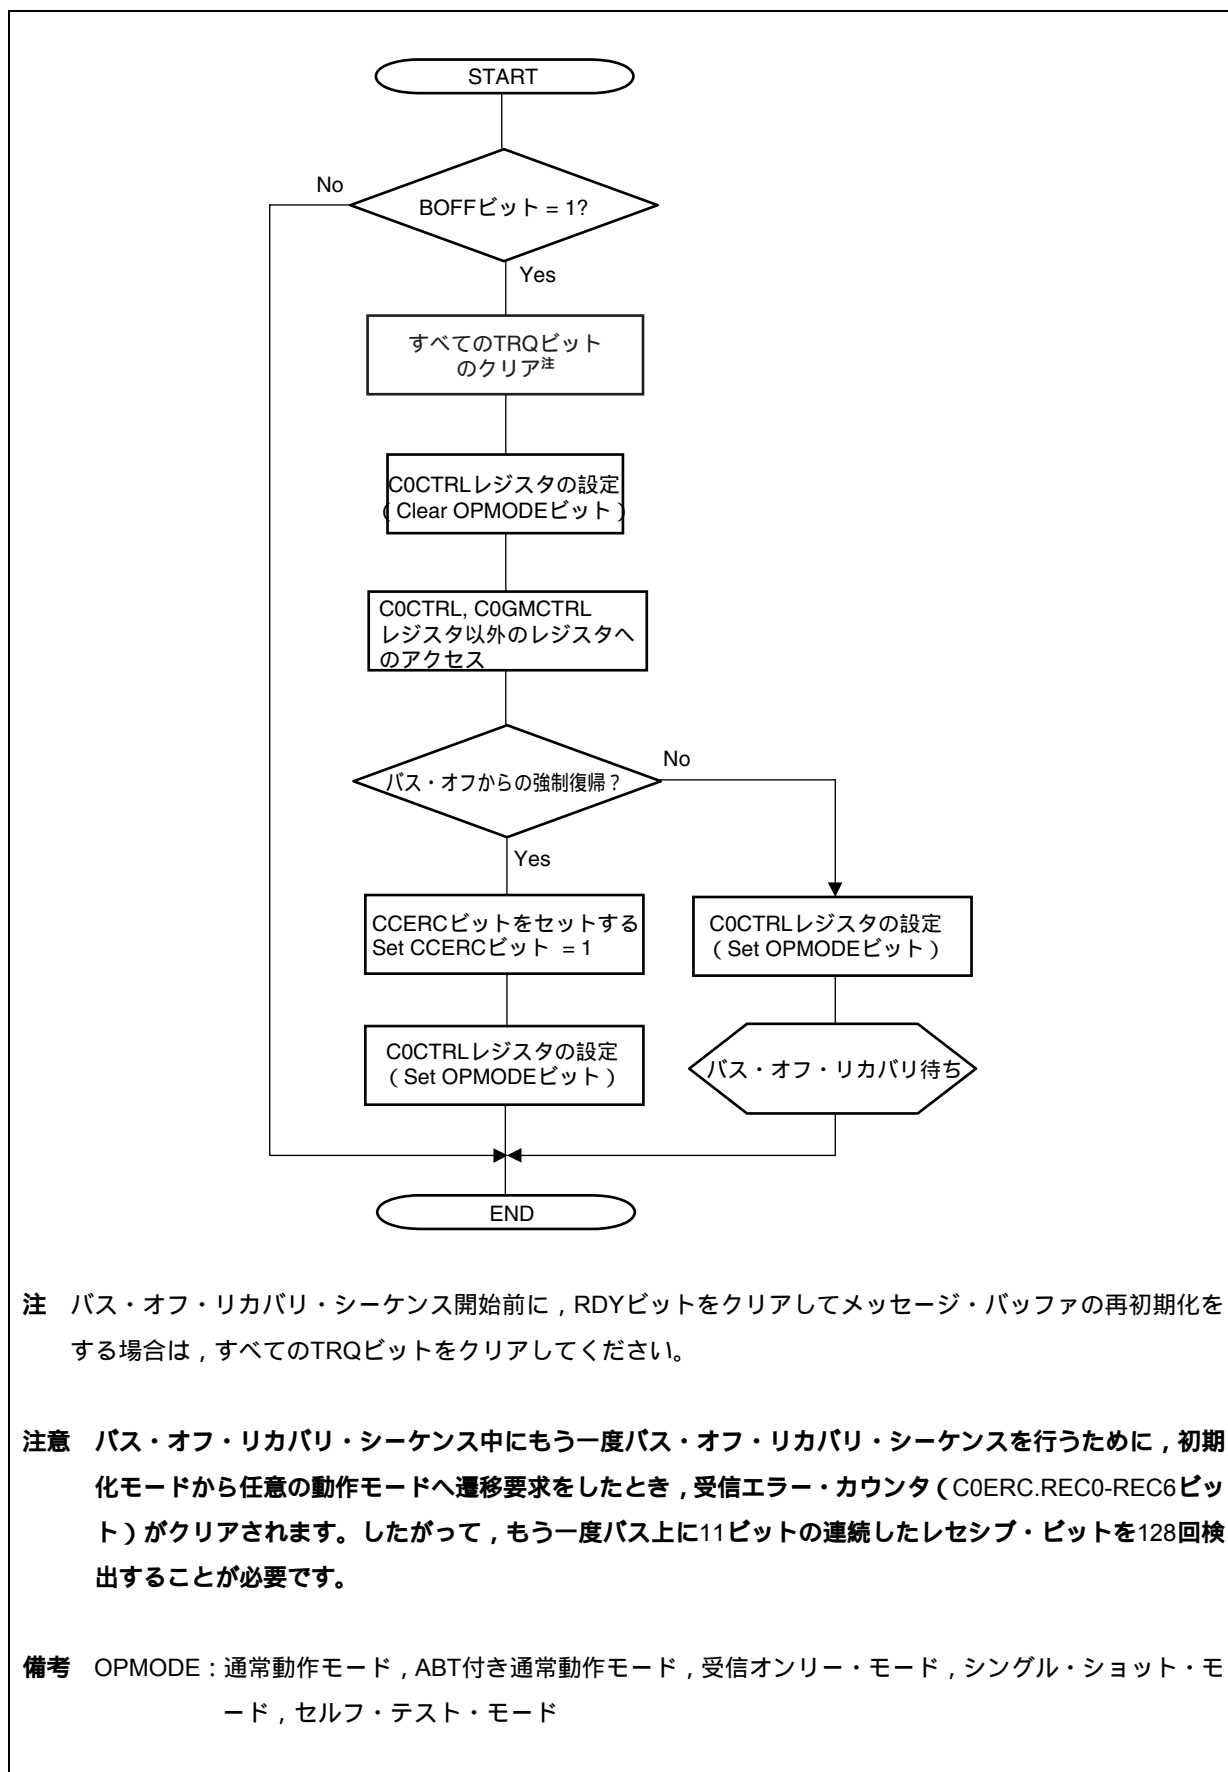 START
BOFFビット = 1?
No
Yes
すべてのTRQビット
のクリア注
C0CTRLレジスタの設定
（Clear OPMODEビット）
C0CTRL, C0GMCTRL
レジスタ以外のレジスタへ
のアクセス
バス・オフからの強制復帰？
No
Yes
CCERCビットをセットする
Set CCERCビット = 1
C0CTRLレジスタの設定
（Set OPMODEビット）
C0CTRLレジスタの設定
（Set OPMODEビット）
バス・オフ・リカバリ待ち
END
注 バス・オフ・リカバリ・シーケンス開始前に，RDYビットをクリアしてメッセージ・バッファの再初期化を
する場合は，すべてのTRQビットをクリアしてください。
注意 バス・オフ・リカバリ・シーケンス中にもう一度バス・オフ・リカバリ・シーケンスを行うために，初期
化モードから任意の動作モードへ遷移要求をしたとき，受信エラー・カウンタ（C0ERC.REC0-REC6ビッ
ト）がクリアされます。したがって，もう一度バス上に11ビットの連続したレセシブ・ビットを128回検
出することが必要です。
備考 OPMODE：通常動作モード，ABT付き通常動作モード，受信オンリー・モード，シングル・ショット・モ
ード，セルフ・テスト・モード